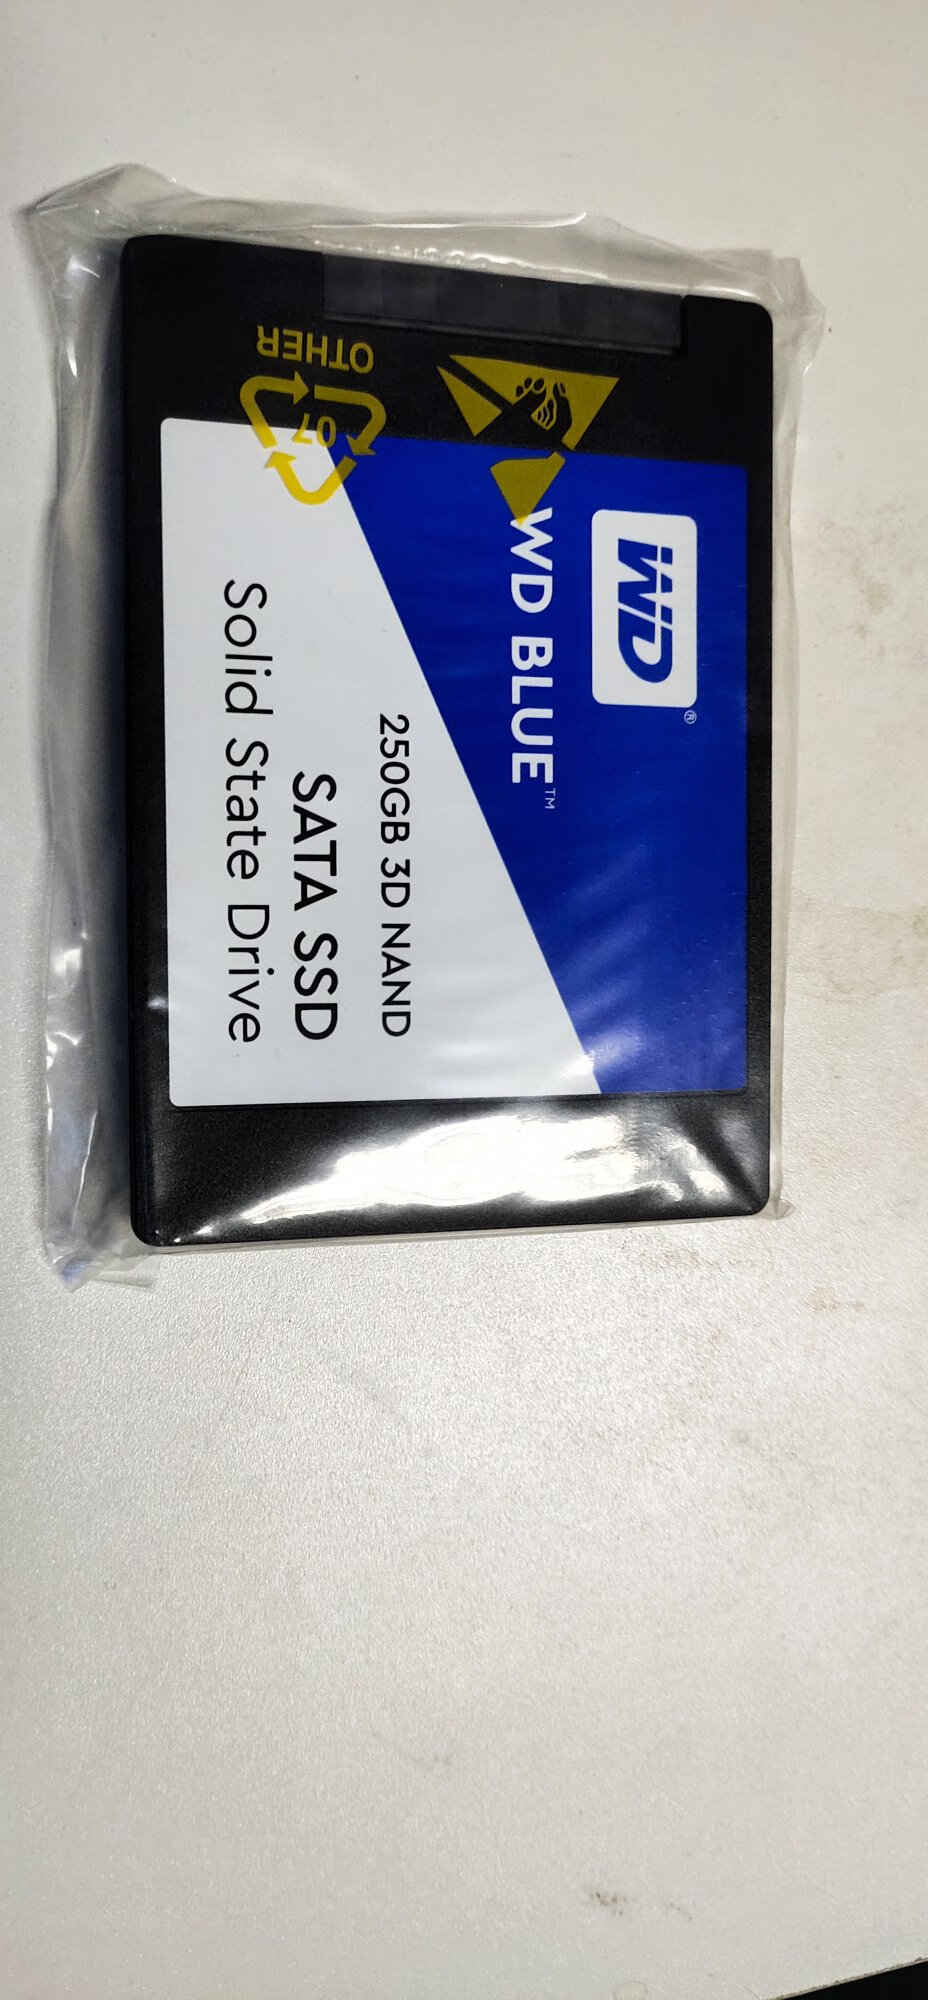 WD®
WD BLUE™
250GB 3D NAND
SATA SSD
Solid State Drive
07
OTHER